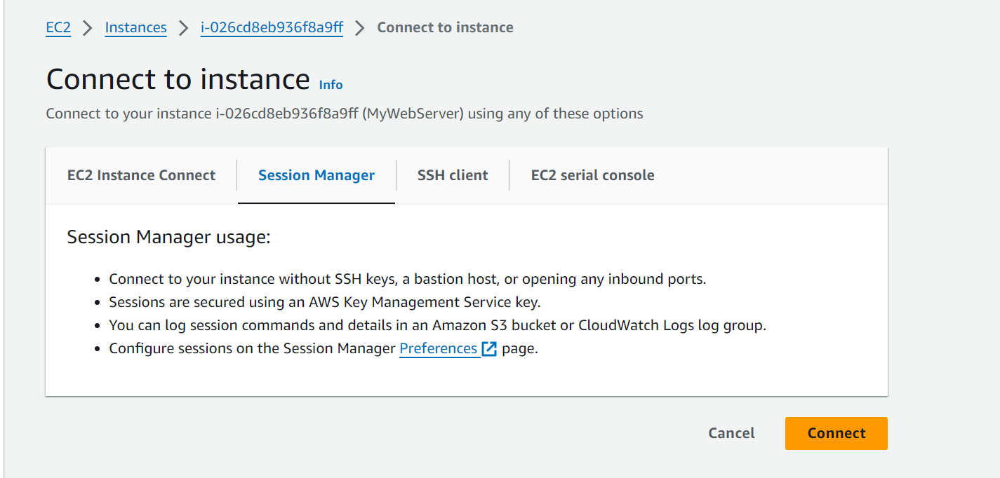 EC2 > Instances > i-026cd8eb936f8a9ff > Connect to instance
Connect to instance Info
Connect to your instance i-026cd8eb936f8a9ff (MyWebServer) using any of these options
EC2 Instance Connect Session Manager SSH client EC2 serial console
Session Manager usage:
• Connect to your instance without SSH keys, a bastion host, or opening any inbound ports.
• Sessions are secured using an AWS Key Management Service key.
• You can log session commands and details in an Amazon S3 bucket or CloudWatch Logs log group.
• Configure sessions on the Session Manager Preferences page.
Cancel Connect